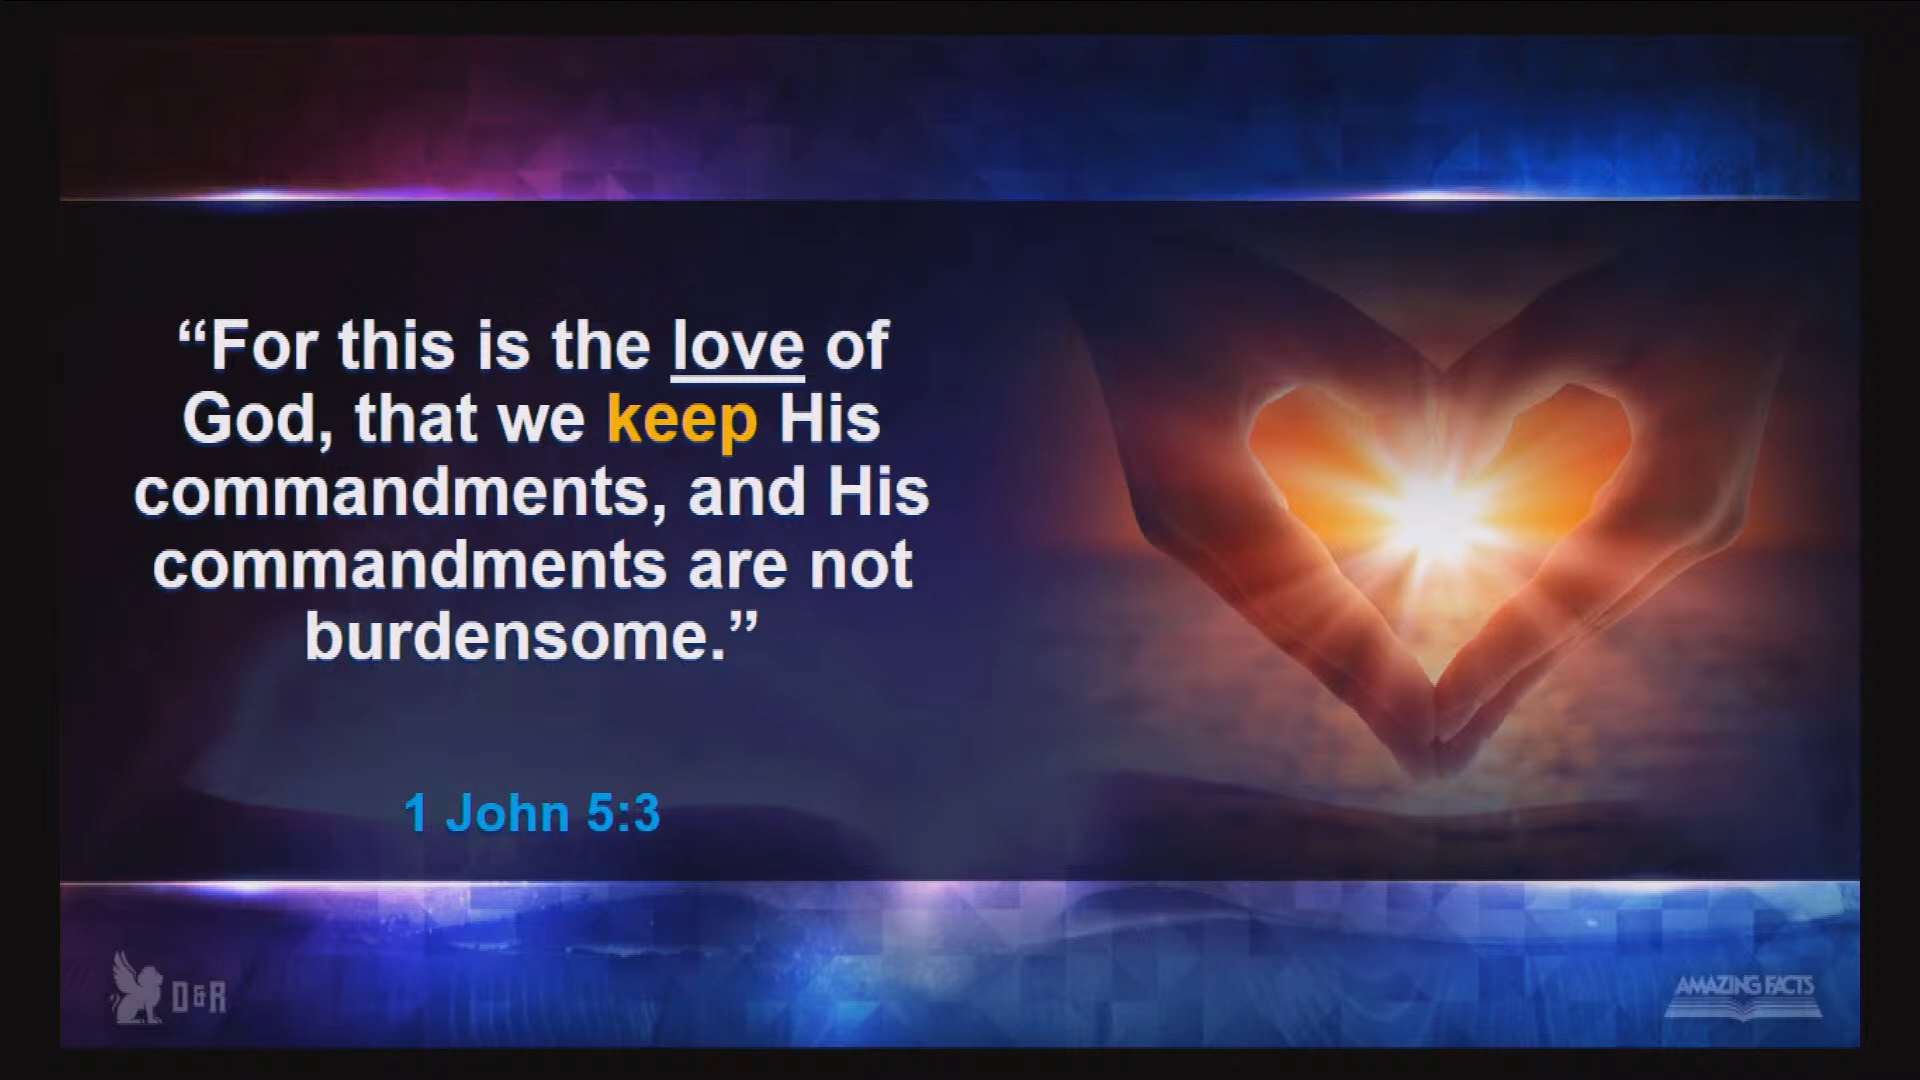 “For this is the love of
God, that we keep His
commandments, and His
commandments are not
burdensome.”
1 John 5:3
D&R
AMAZING FACTS